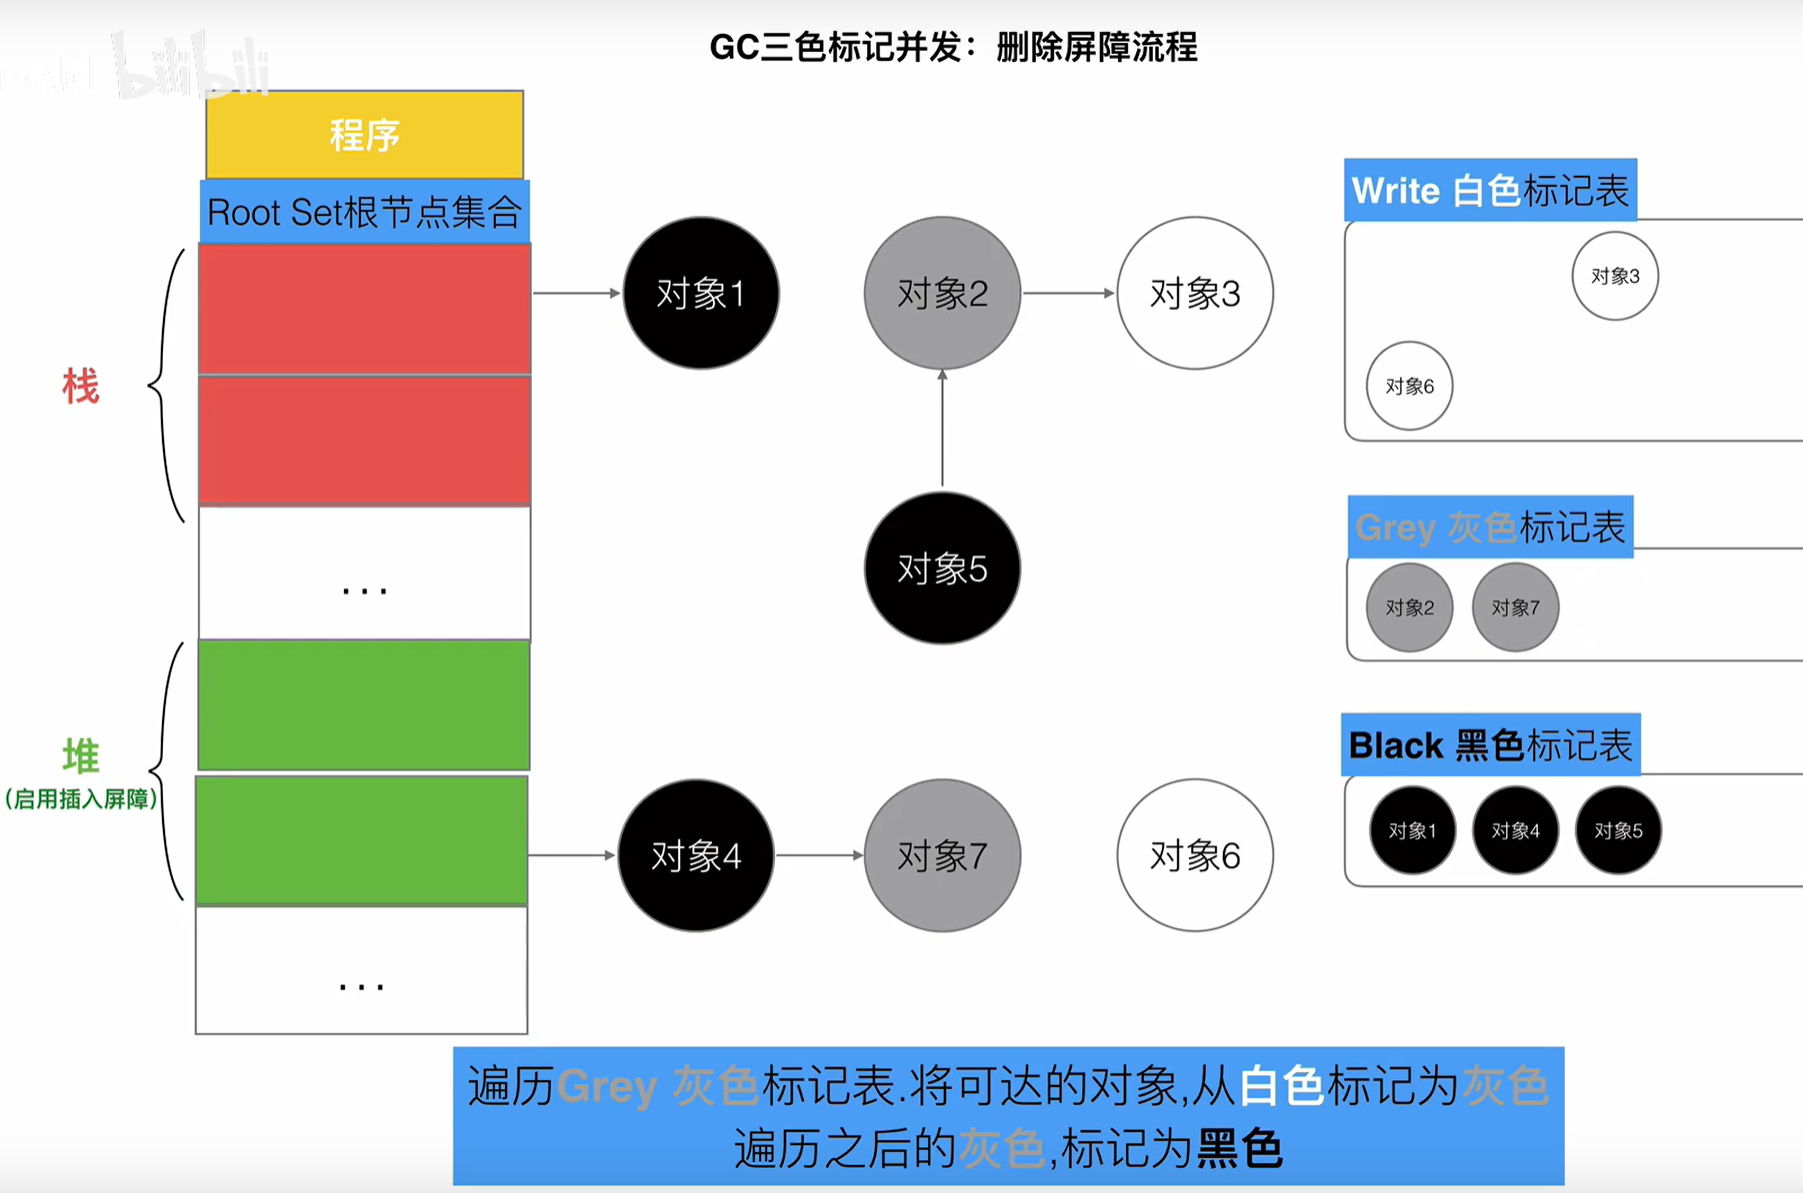 GC三色标记并发：删除屏障流程
bilibili
程序
Root Set根节点集合
栈
...
堆
（启用插入屏障）
...
对象1
对象2
对象3
对象5
对象4
对象7
对象6
Write 白色标记表
对象3
对象6
Grey 灰色标记表
对象2
对象7
Black 黑色标记表
对象1
对象4
对象5
遍历Grey 灰色标记表.将可达的对象,从白色标记为灰色
遍历之后的灰色,标记为黑色